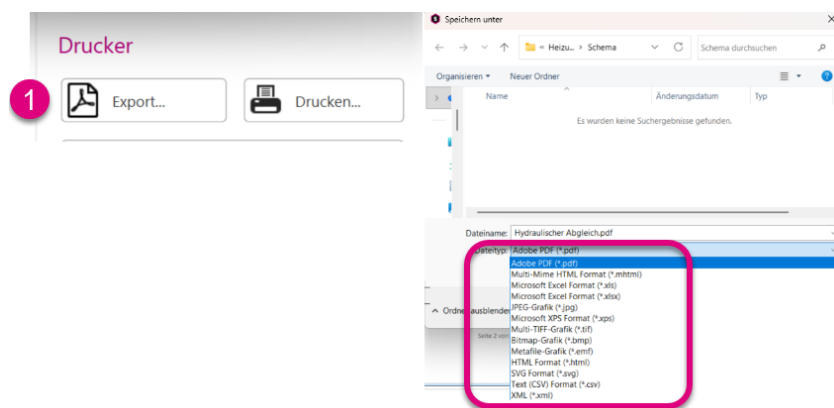 Drucker
1
Export...
Drucken...
Speichern unter
« Heizu... > Schema
Schema durchsuchen
Organisieren
Neuer Ordner
Name
Änderungsdatum
Typ
Es wurden keine Suchergebnisse gefunden.
Dateiname: Hydraulischer Abgleich.pdf
Dateityp: Adobe PDF (*.pdf)
Adobe PDF (*.pdf)
Multi-Mime HTML Format (*.mhtml)
Microsoft Excel Format (*.xls)
Microsoft Excel Format (*.xlsx)
Ordner ausblenden
JPEG-Grafik (*.jpg)
Microsoft XPS Format (*.xps)
Multi-TIFF-Grafik (*.tif)
Seite 2 von
Bitmap-Grafik (*.bmp)
Metafile-Grafik (*.emf)
HTML Format (*.html)
SVG Format (*.svg)
Text (CSV) Format (*.csv)
XML (*.xml)